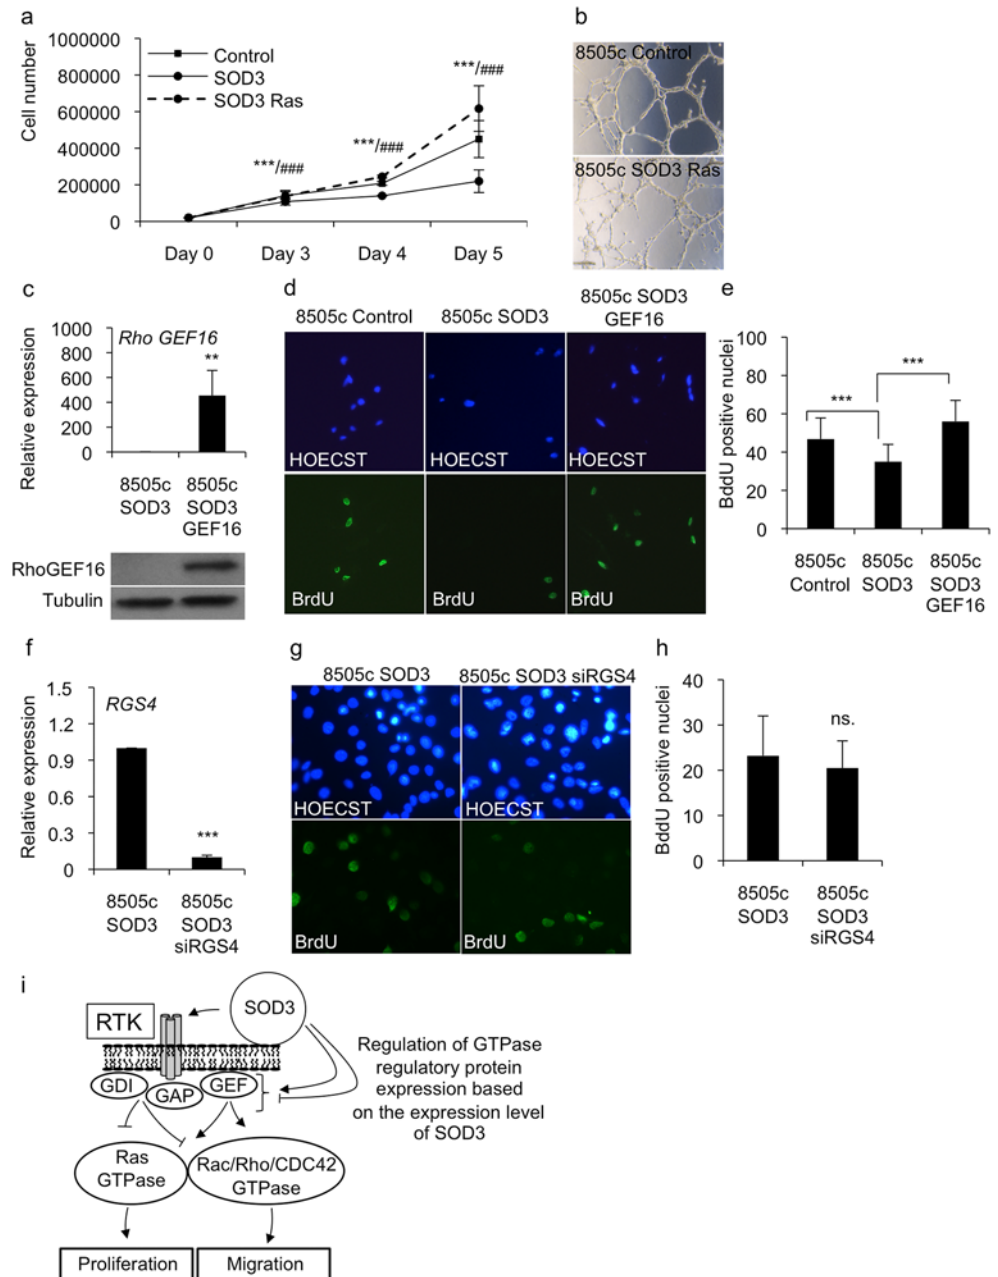 a
1000000
800000
600000
400000
200000
0
Cell number
Control
SOD3
SOD3 Ras
***/###
***/###
***/###
Day 0
Day 3
Day 4
Day 5
b
8505c Control
8505c SOD3 Ras
c
Relative expression
1000
800
600
400
200
0
Rho GEF16
**
8505c
SOD3
8505c
SOD3
GEF16
RhoGEF16
Tubulin
d
8505c Control
8505c SOD3
8505c SOD3
GEF16
HOECST
HOECST
HOECST
BrdU
BrdU
BrdU
e
BddU positive nuclei
100
80
60
40
20
0
***
***
8505c
Control
8505c
SOD3
8505c
SOD3
GEF16
f
Relative expression
1.5
1.2
0.9
0.6
0.3
0
RGS4
***
8505c
SOD3
8505c
SOD3
siRGS4
g
8505c SOD3
8505c SOD3 siRGS4
HOECST
HOECST
BrdU
BrdU
h
BddU positive nuclei
40
30
20
10
0
ns.
8505c
SOD3
8505c
SOD3
siRGS4
i
RTK
SOD3
GDI
GAP
GEF
Regulation of GTPase
regulatory protein
expression based
on the expression level
of SOD3
Ras
GTPase
Rac/Rho/CDC42
GTPase
Proliferation
Migration